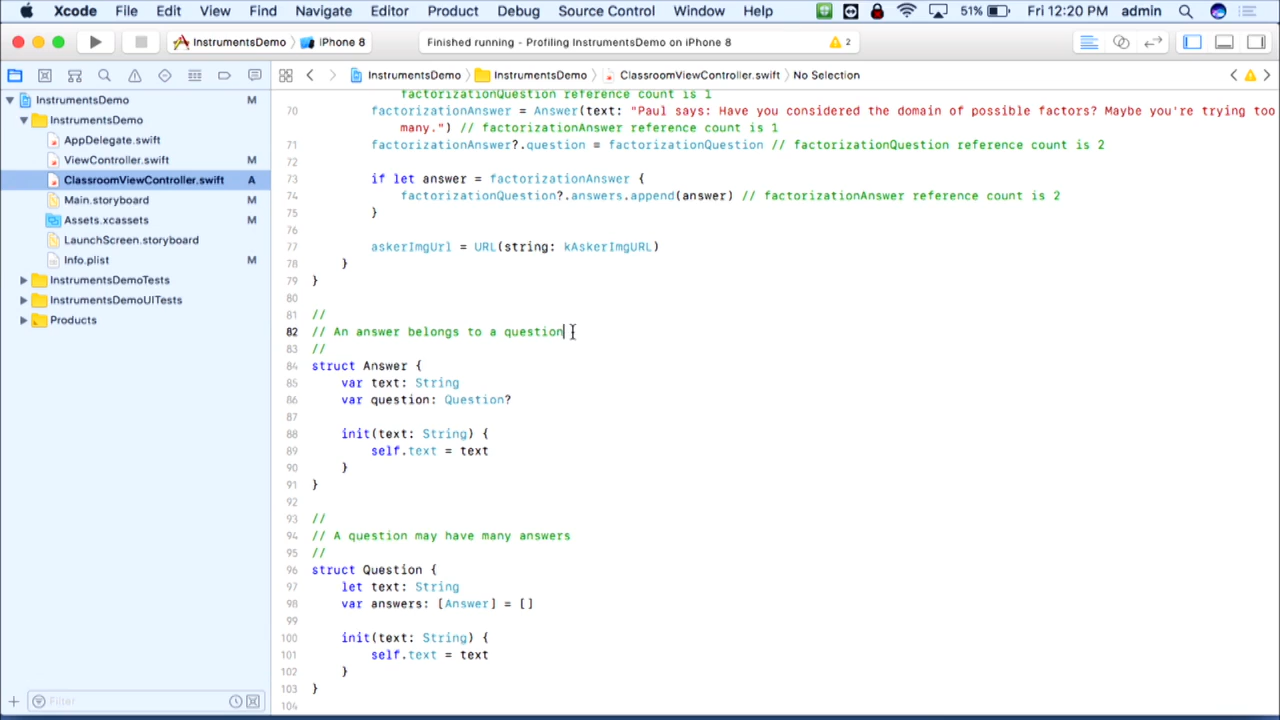 Xcode File Edit View Find Navigate Editor Product Debug Source Control Window Help 51% Fri 12:20 PM admin
InstrumentsDemo iPhone 8 Finished running - Profiling InstrumentsDemo on iPhone 8 2
InstrumentsDemo InstrumentsDemo ClassroomViewController.swift No Selection
InstrumentsDemo M
InstrumentsDemo
AppDelegate.swift
ViewController.swift M
ClassroomViewController.swift A
Main.storyboard M
Assets.xcassets M
LaunchScreen.storyboard
Info.plist M
InstrumentsDemoTests
InstrumentsDemoUITests
Products
Filter
factorizationQuestion reference count is 1
70 factorizationAnswer = Answer(text: "Paul says: Have you considered the domain of possible factors? Maybe you're trying too
many.") // factorizationAnswer reference count is 1
71 factorizationAnswer?.question = factorizationQuestion // factorizationQuestion reference count is 2
72
73 if let answer = factorizationAnswer {
74 factorizationQuestion?.answers.append(answer) // factorizationAnswer reference count is 2
75 }
76
77 askerImgUrl = URL(string: kAskerImgURL)
78 }
79 }
80
81 //
82 // An answer belongs to a question
83 //
84 struct Answer {
85 var text: String
86 var question: Question?
87
88 init(text: String) {
89 self.text = text
90 }
91 }
92
93 //
94 // A question may have many answers
95 //
96 struct Question {
97 let text: String
98 var answers: [Answer] = []
99
100 init(text: String) {
101 self.text = text
102 }
103 }
104